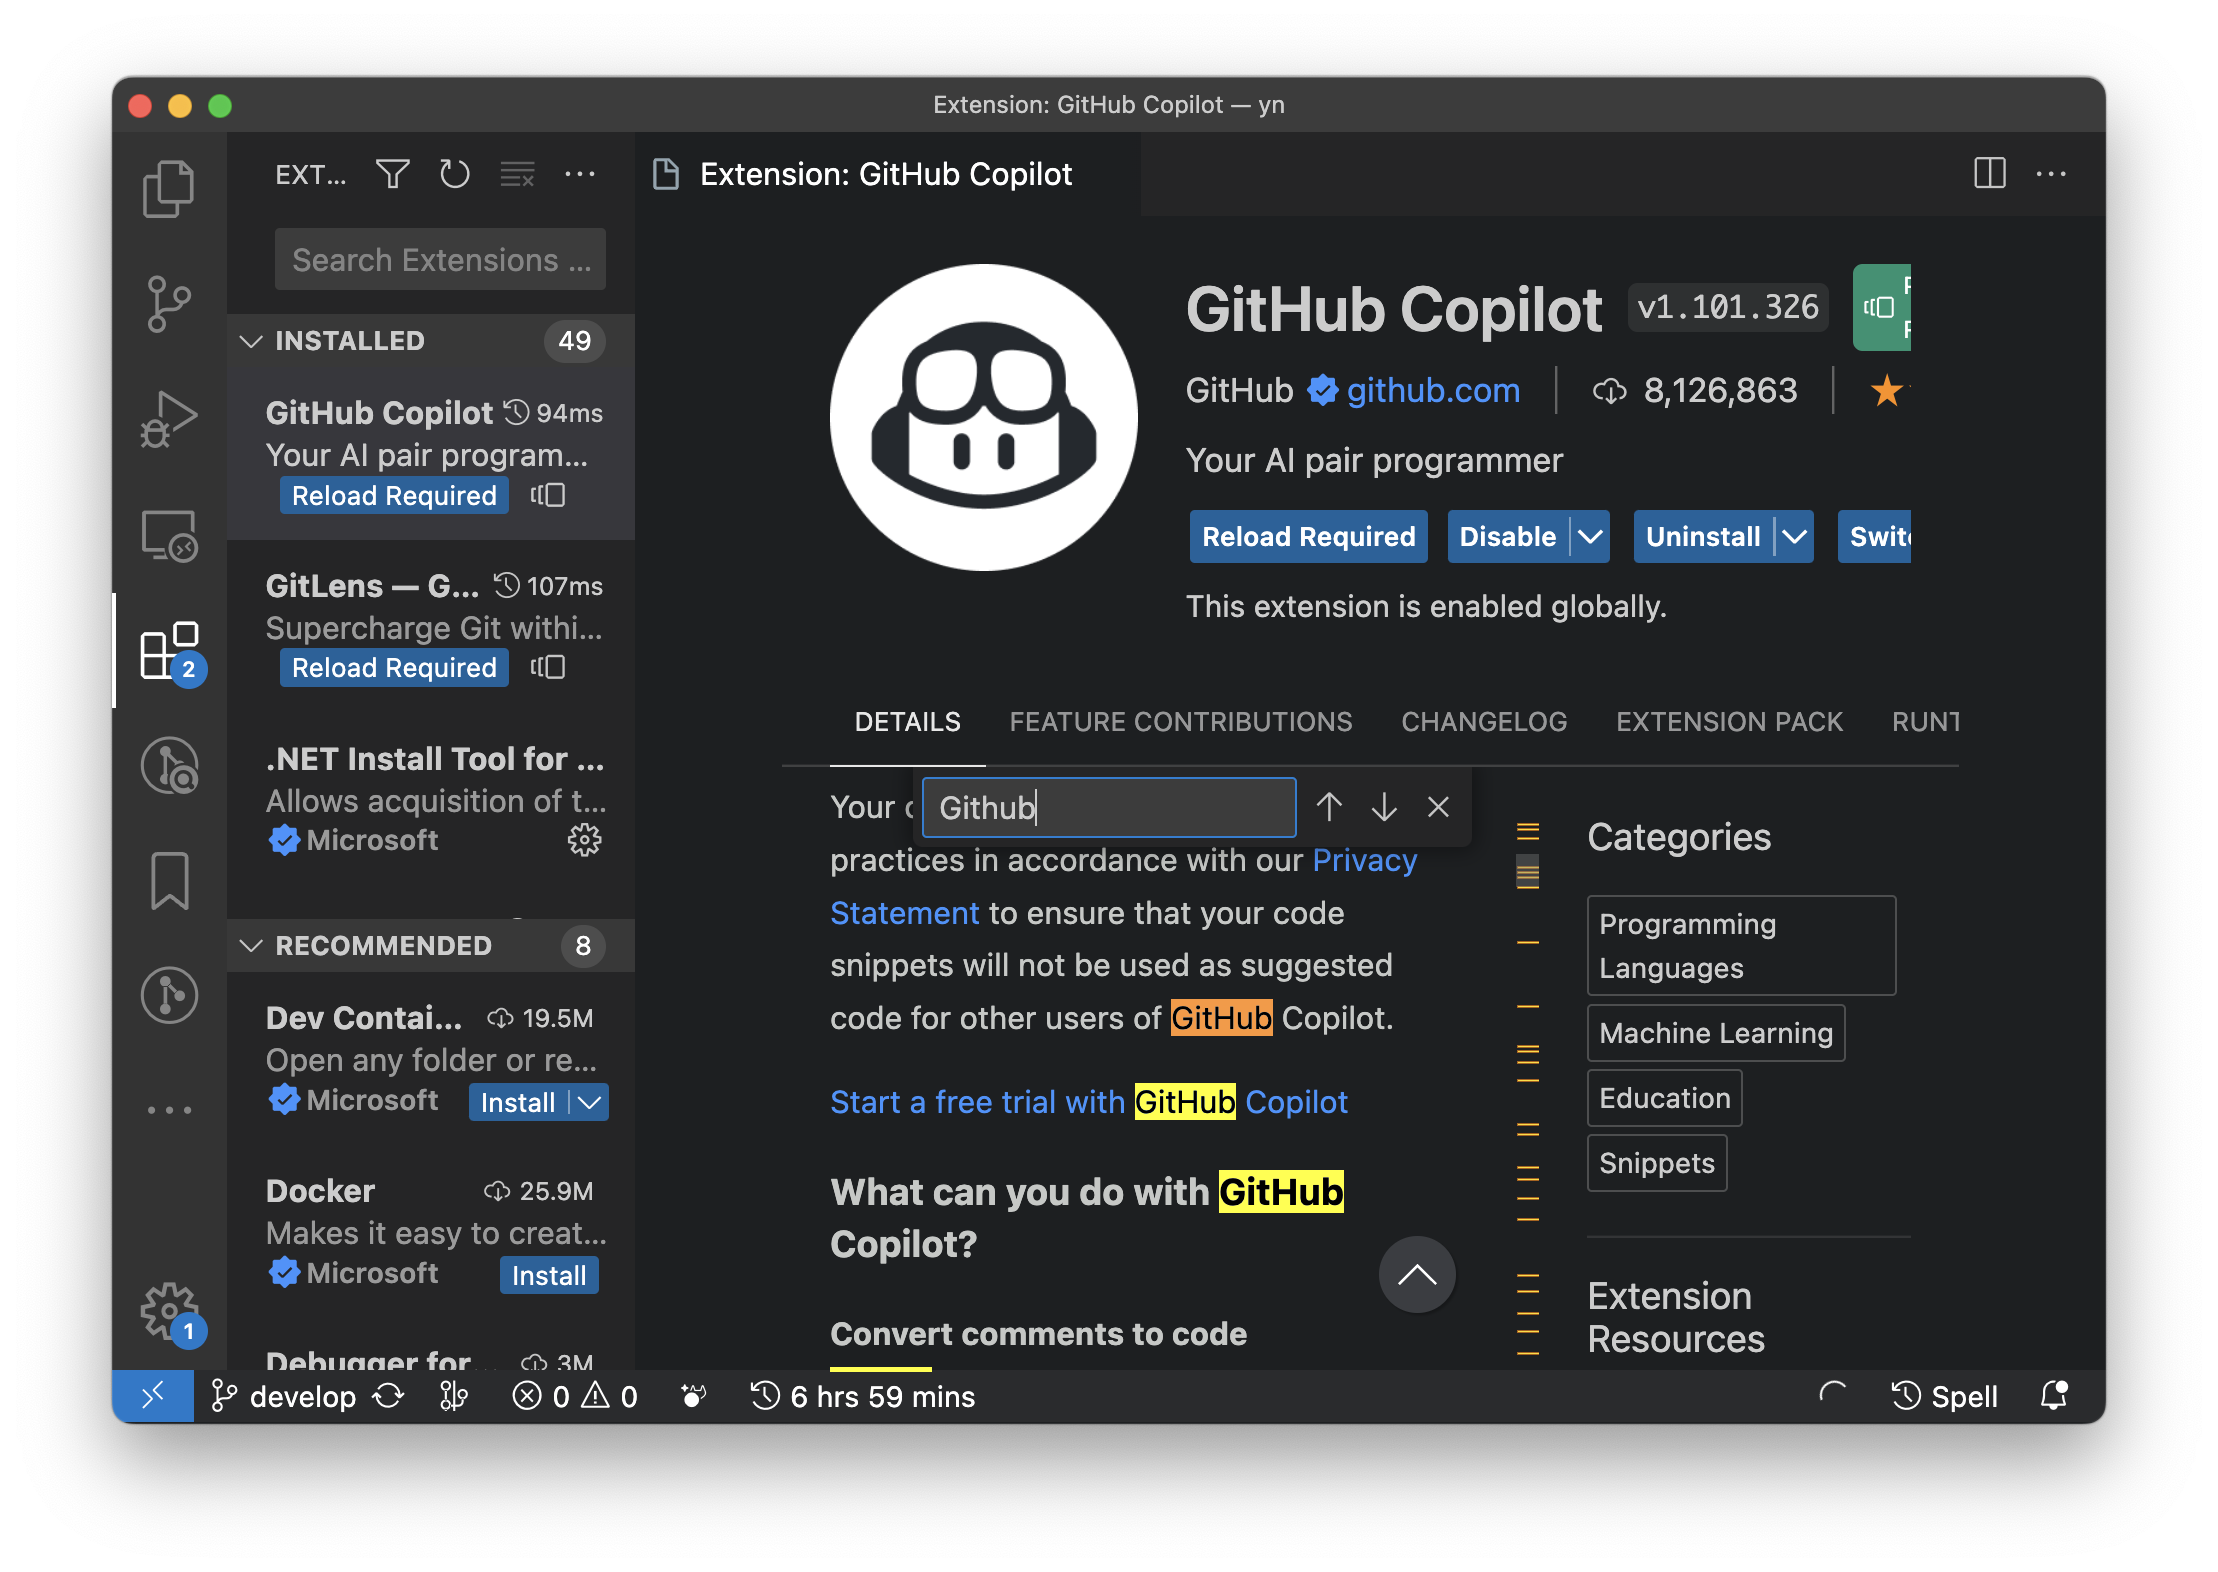 Extension: GitHub Copilot — yn
EXT...
Search Extensions ...
INSTALLED 49
GitHub Copilot 94ms
Your AI pair program...
Reload Required
GitLens — G... 107ms
Supercharge Git withi...
Reload Required
.NET Install Tool for ...
Allows acquisition of t...
Microsoft
RECOMMENDED 8
Dev Contai... 19.5M
Open any folder or re...
Microsoft Install
Docker 25.9M
Makes it easy to creat...
Microsoft Install
Debugger for... 3M
2
1
Extension: GitHub Copilot
GitHub Copilot v1.101.326
GitHub github.com 8,126,863
Your AI pair programmer
Reload Required Disable Uninstall Swit
This extension is enabled globally.
DETAILS FEATURE CONTRIBUTIONS CHANGELOG EXTENSION PACK RUNT
Github
Your
practices in accordance with our Privacy
Statement to ensure that your code
snippets will not be used as suggested
code for other users of GitHub Copilot.
Start a free trial with GitHub Copilot
What can you do with GitHub
Copilot?
Convert comments to code
Categories
Programming
Languages
Machine Learning
Education
Snippets
Extension
Resources
develop 0 0 6 hrs 59 mins Spell